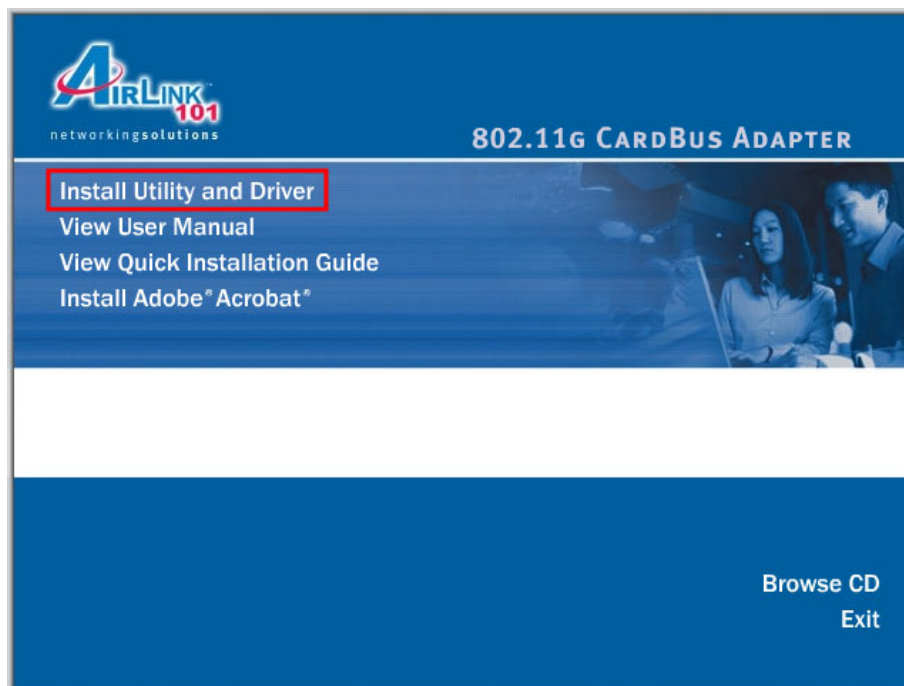 AIRLINK
101
networkingsolutions
802.11G CARDBUS ADAPTER
Install Utility and Driver
View User Manual
View Quick Installation Guide
Install Adobe® Acrobat®
Browse CD
Exit